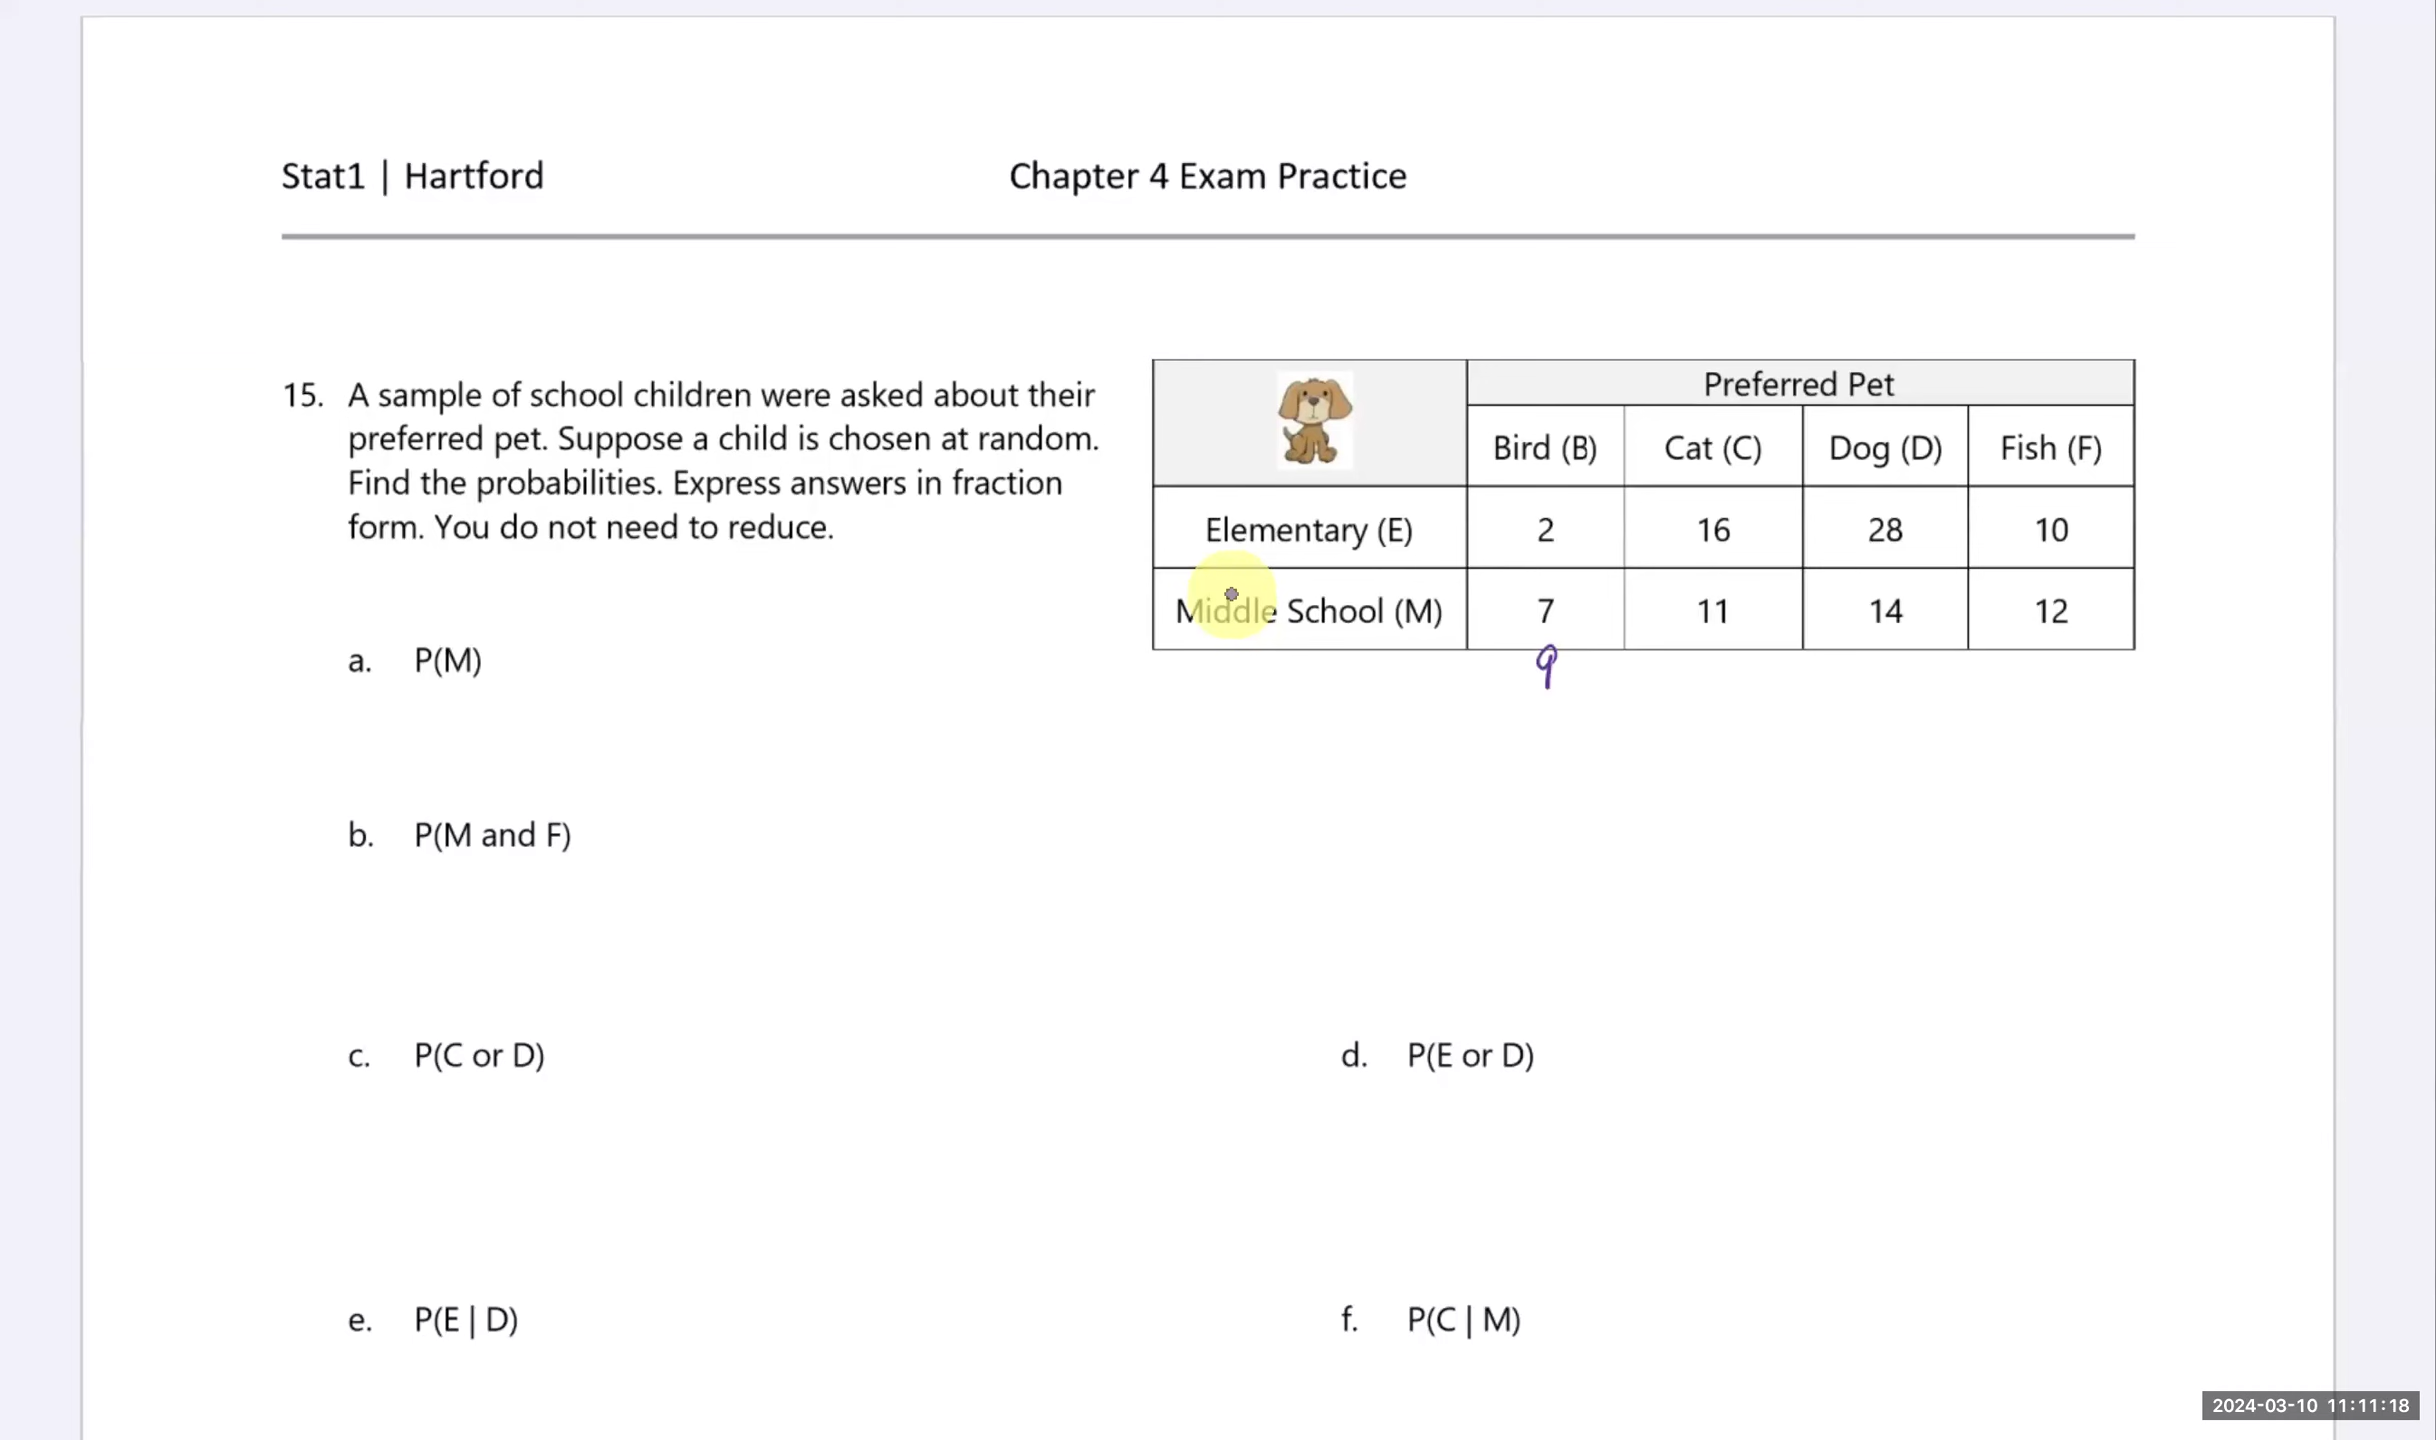 Stat1 | Hartford
Chapter 4 Exam Practice
15. A sample of school children were asked about their
preferred pet. Suppose a child is chosen at random.
Find the probabilities. Express answers in fraction
form. You do not need to reduce.
Preferred Pet
Bird (B) Cat (C) Dog (D) Fish (F)
Elementary (E) 2 16 28 10
Middle School (M) 7 11 14 12
9
a. P(M)
b. P(M and F)
c. P(C or D)
d. P(E or D)
e. P(E | D)
f. P(C | M)
2024-03-10 11:11:18